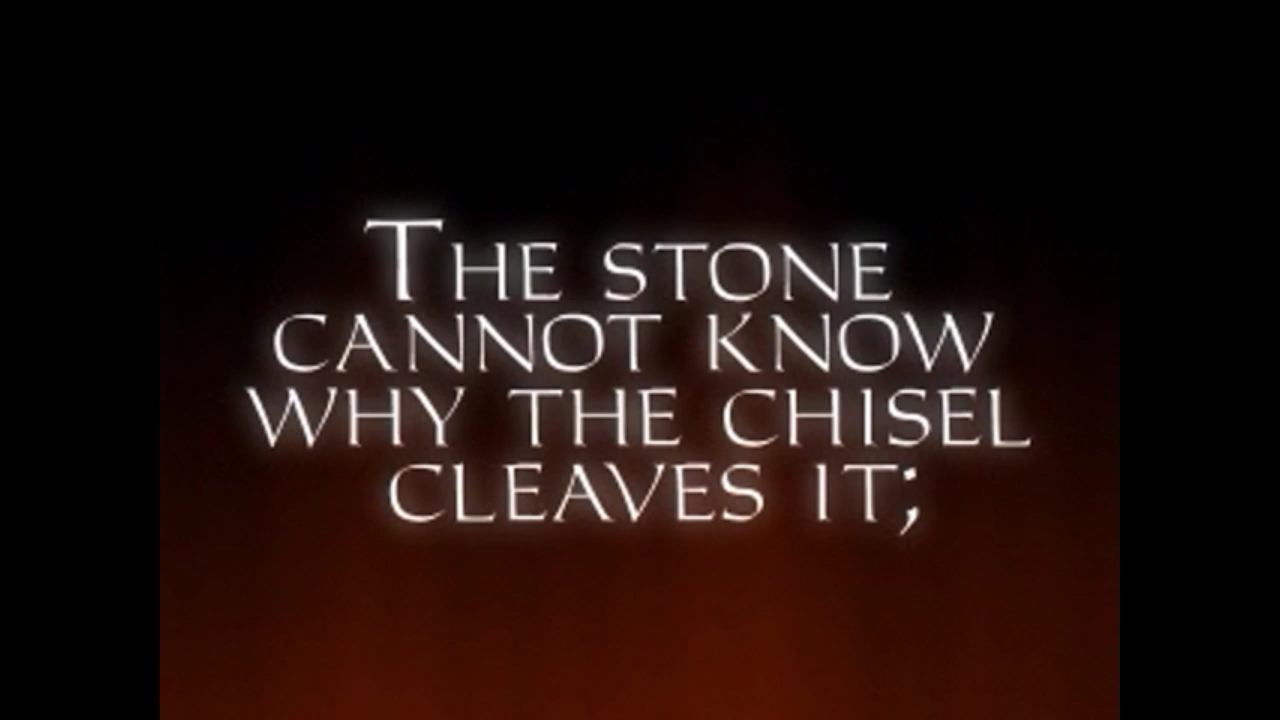 The stone
cannot know
why the chisel
cleaves it;